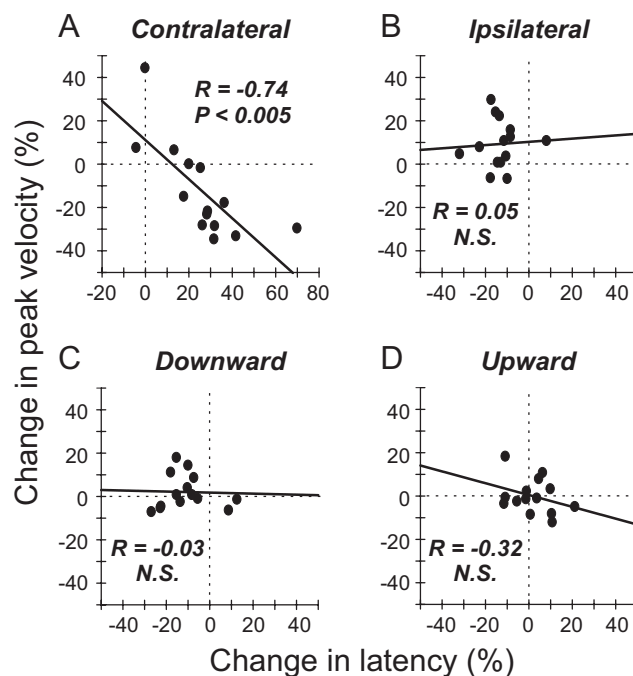 A Contralateral
B Ipsilateral
Change in peak velocity (%)
40
20
0
-20
-40
R = -0.74
P < 0.005
-20 0 20 40 60 80
40
20
0
-20
-40
R = 0.05
N.S.
-40 -20 0 20 40
C Downward
D Upward
40
20
0
-20
-40
R = -0.03
N.S.
-40 -20 0 20 40
40
20
0
-20
-40
R = -0.32
N.S.
-40 -20 0 20 40
Change in latency (%)